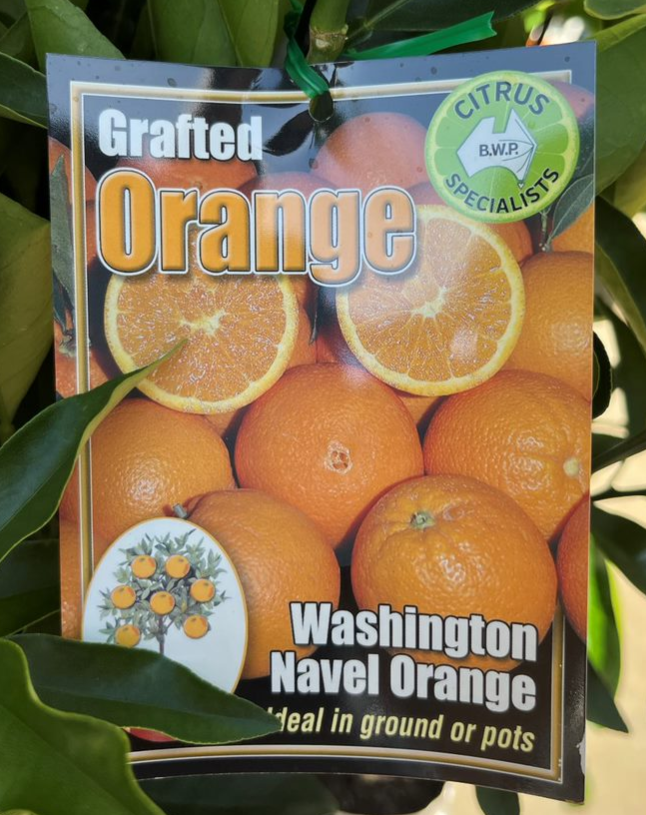 Grafted
Orange
CITRUS
B.W.P.
SPECIALISTS
Washington
Navel Orange
Ideal in ground or pots